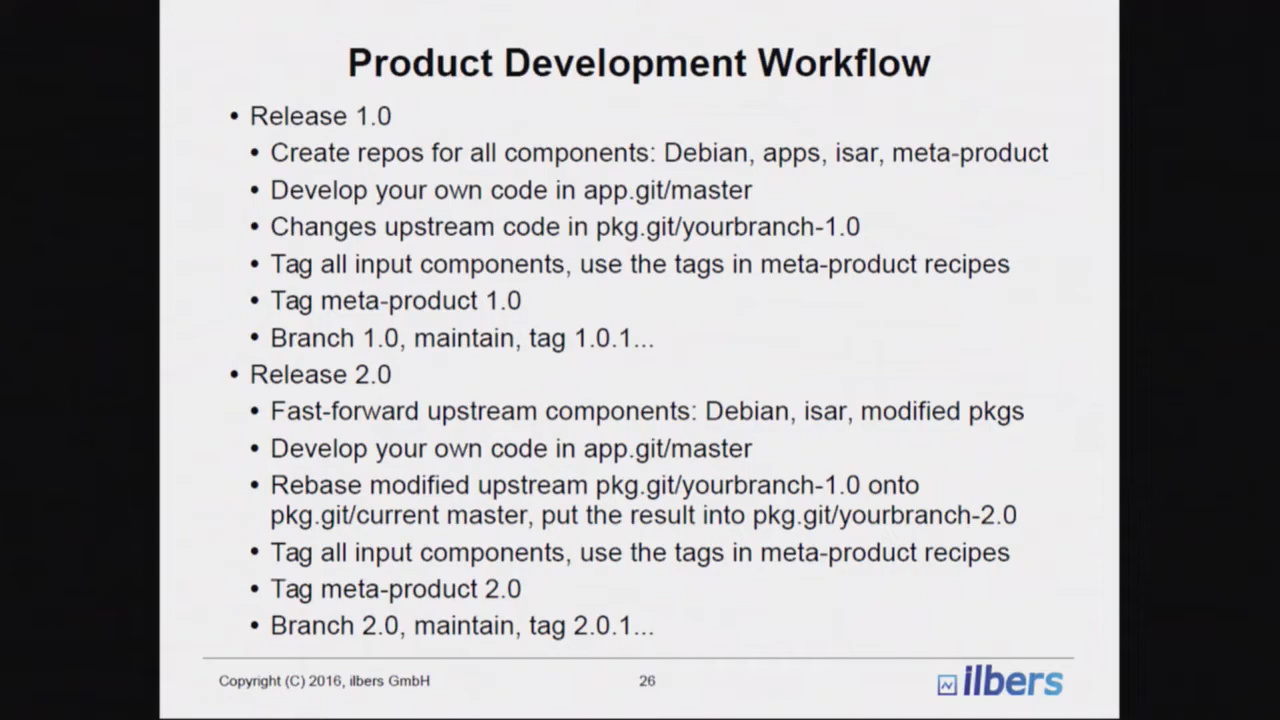 Product Development Workflow
• Release 1.0
• Create repos for all components: Debian, apps, isar, meta-product
• Develop your own code in app.git/master
• Changes upstream code in pkg.git/yourbranch-1.0
• Tag all input components, use the tags in meta-product recipes
• Tag meta-product 1.0
• Branch 1.0, maintain, tag 1.0.1...
• Release 2.0
• Fast-forward upstream components: Debian, isar, modified pkgs
• Develop your own code in app.git/master
• Rebase modified upstream pkg.git/yourbranch-1.0 onto
pkg.git/current master, put the result into pkg.git/yourbranch-2.0
• Tag all input components, use the tags in meta-product recipes
• Tag meta-product 2.0
• Branch 2.0, maintain, tag 2.0.1...
Copyright (C) 2016, ilbers GmbH
26
ilbers